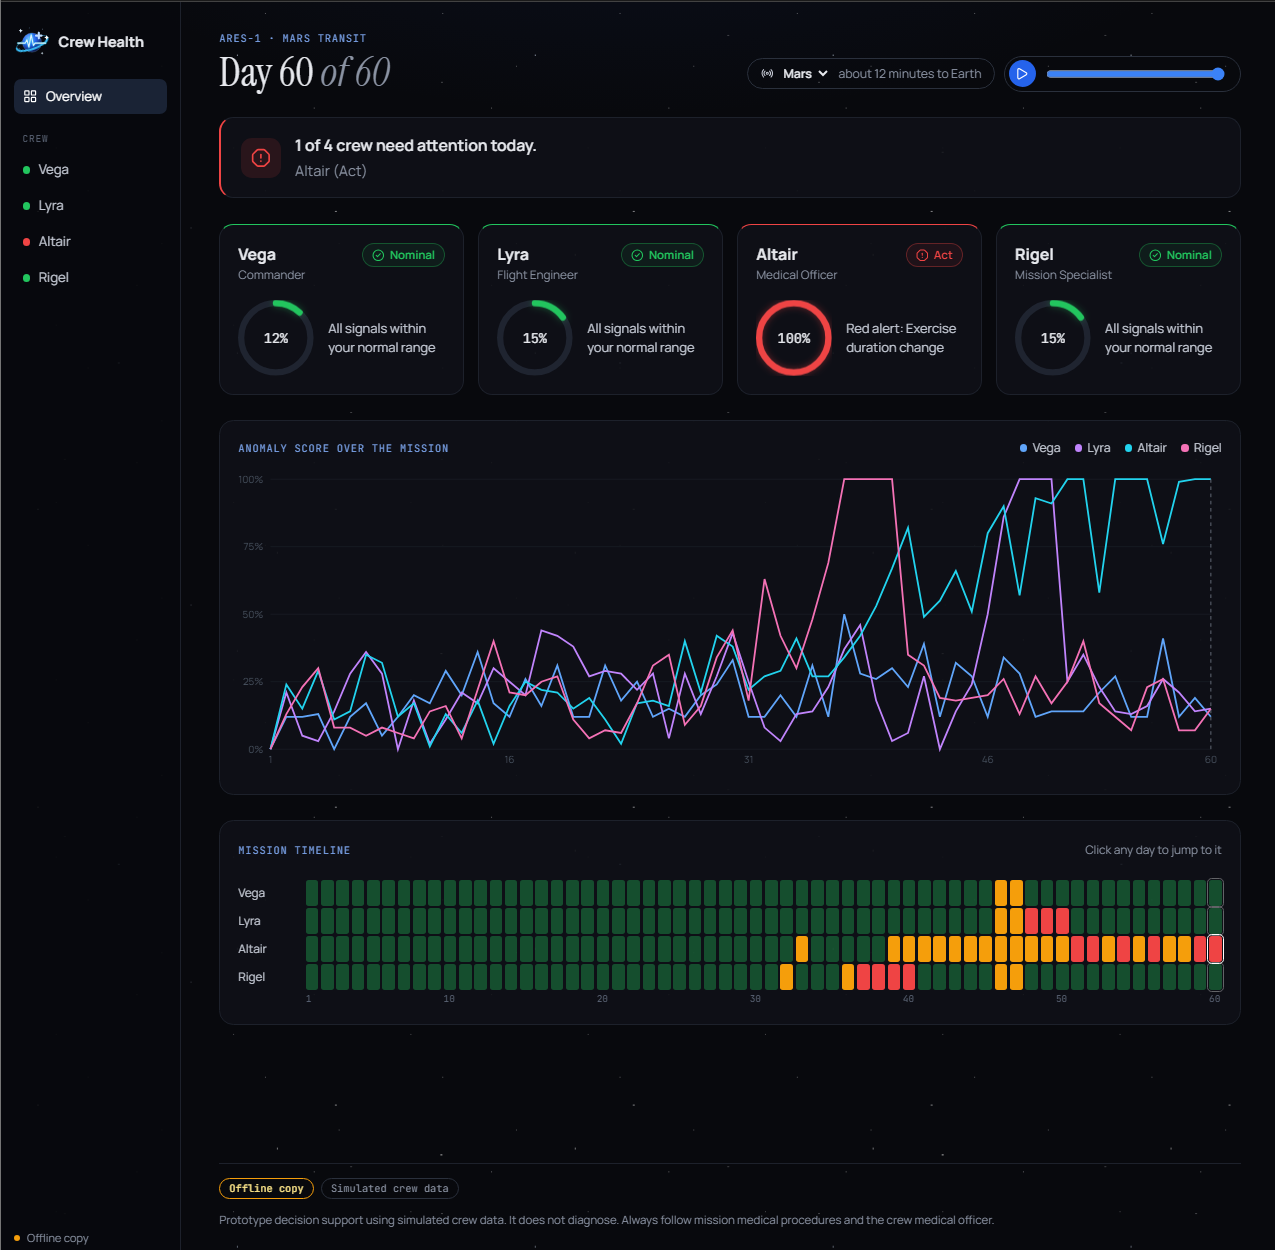 Crew Health
Overview
CREW
Vega
Lyra
Altair
Rigel
Offline copy
ARES-1 · MARS TRANSIT
Day 60 of 60
Mars
about 12 minutes to Earth
1 of 4 crew need attention today.
Altair (Act)
Vega
Nominal
Commander
12%
All signals within
your normal range
Lyra
Nominal
Flight Engineer
15%
All signals within
your normal range
Altair
Act
Medical Officer
100%
Red alert: Exercise
duration change
Rigel
Nominal
Mission Specialist
15%
All signals within
your normal range
ANOMALY SCORE OVER THE MISSION
Vega Lyra Altair Rigel
100%
75%
50%
25%
0%
1 16 31 46 60
MISSION TIMELINE
Click any day to jump to it
Vega
Lyra
Altair
Rigel
1 10 20 30 40 50 60
Offline copy
Simulated crew data
Prototype decision support using simulated crew data. It does not diagnose. Always follow mission medical procedures and the crew medical officer.